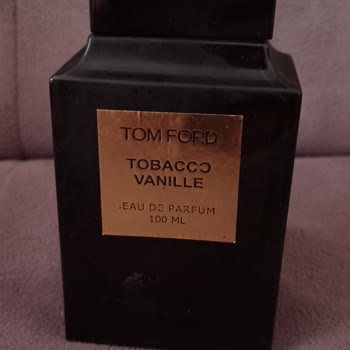 TOM FORD
TOBACCO
VANILLE
EAU DE PARFUM
100 ML